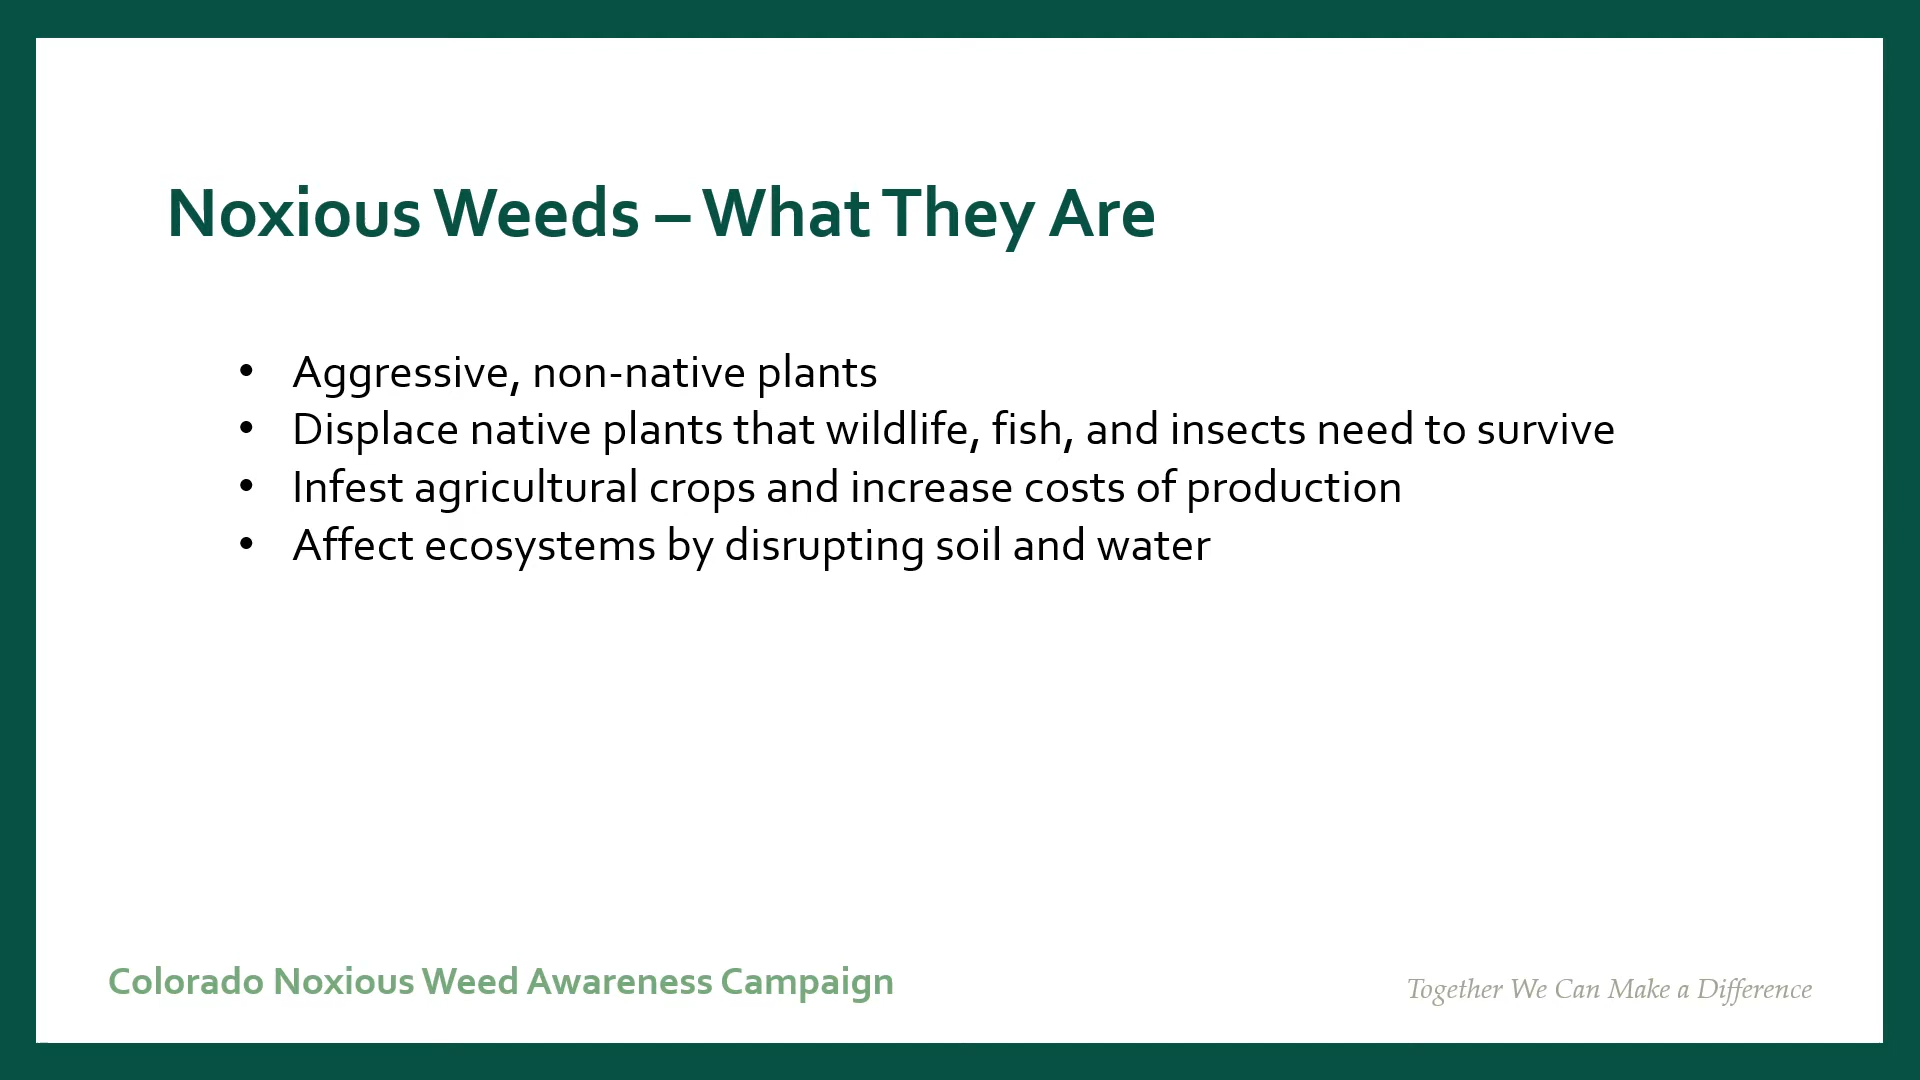 Noxious Weeds – What They Are
• Aggressive, non-native plants
• Displace native plants that wildlife, fish, and insects need to survive
• Infest agricultural crops and increase costs of production
• Affect ecosystems by disrupting soil and water
Colorado Noxious Weed Awareness Campaign
Together We Can Make a Difference